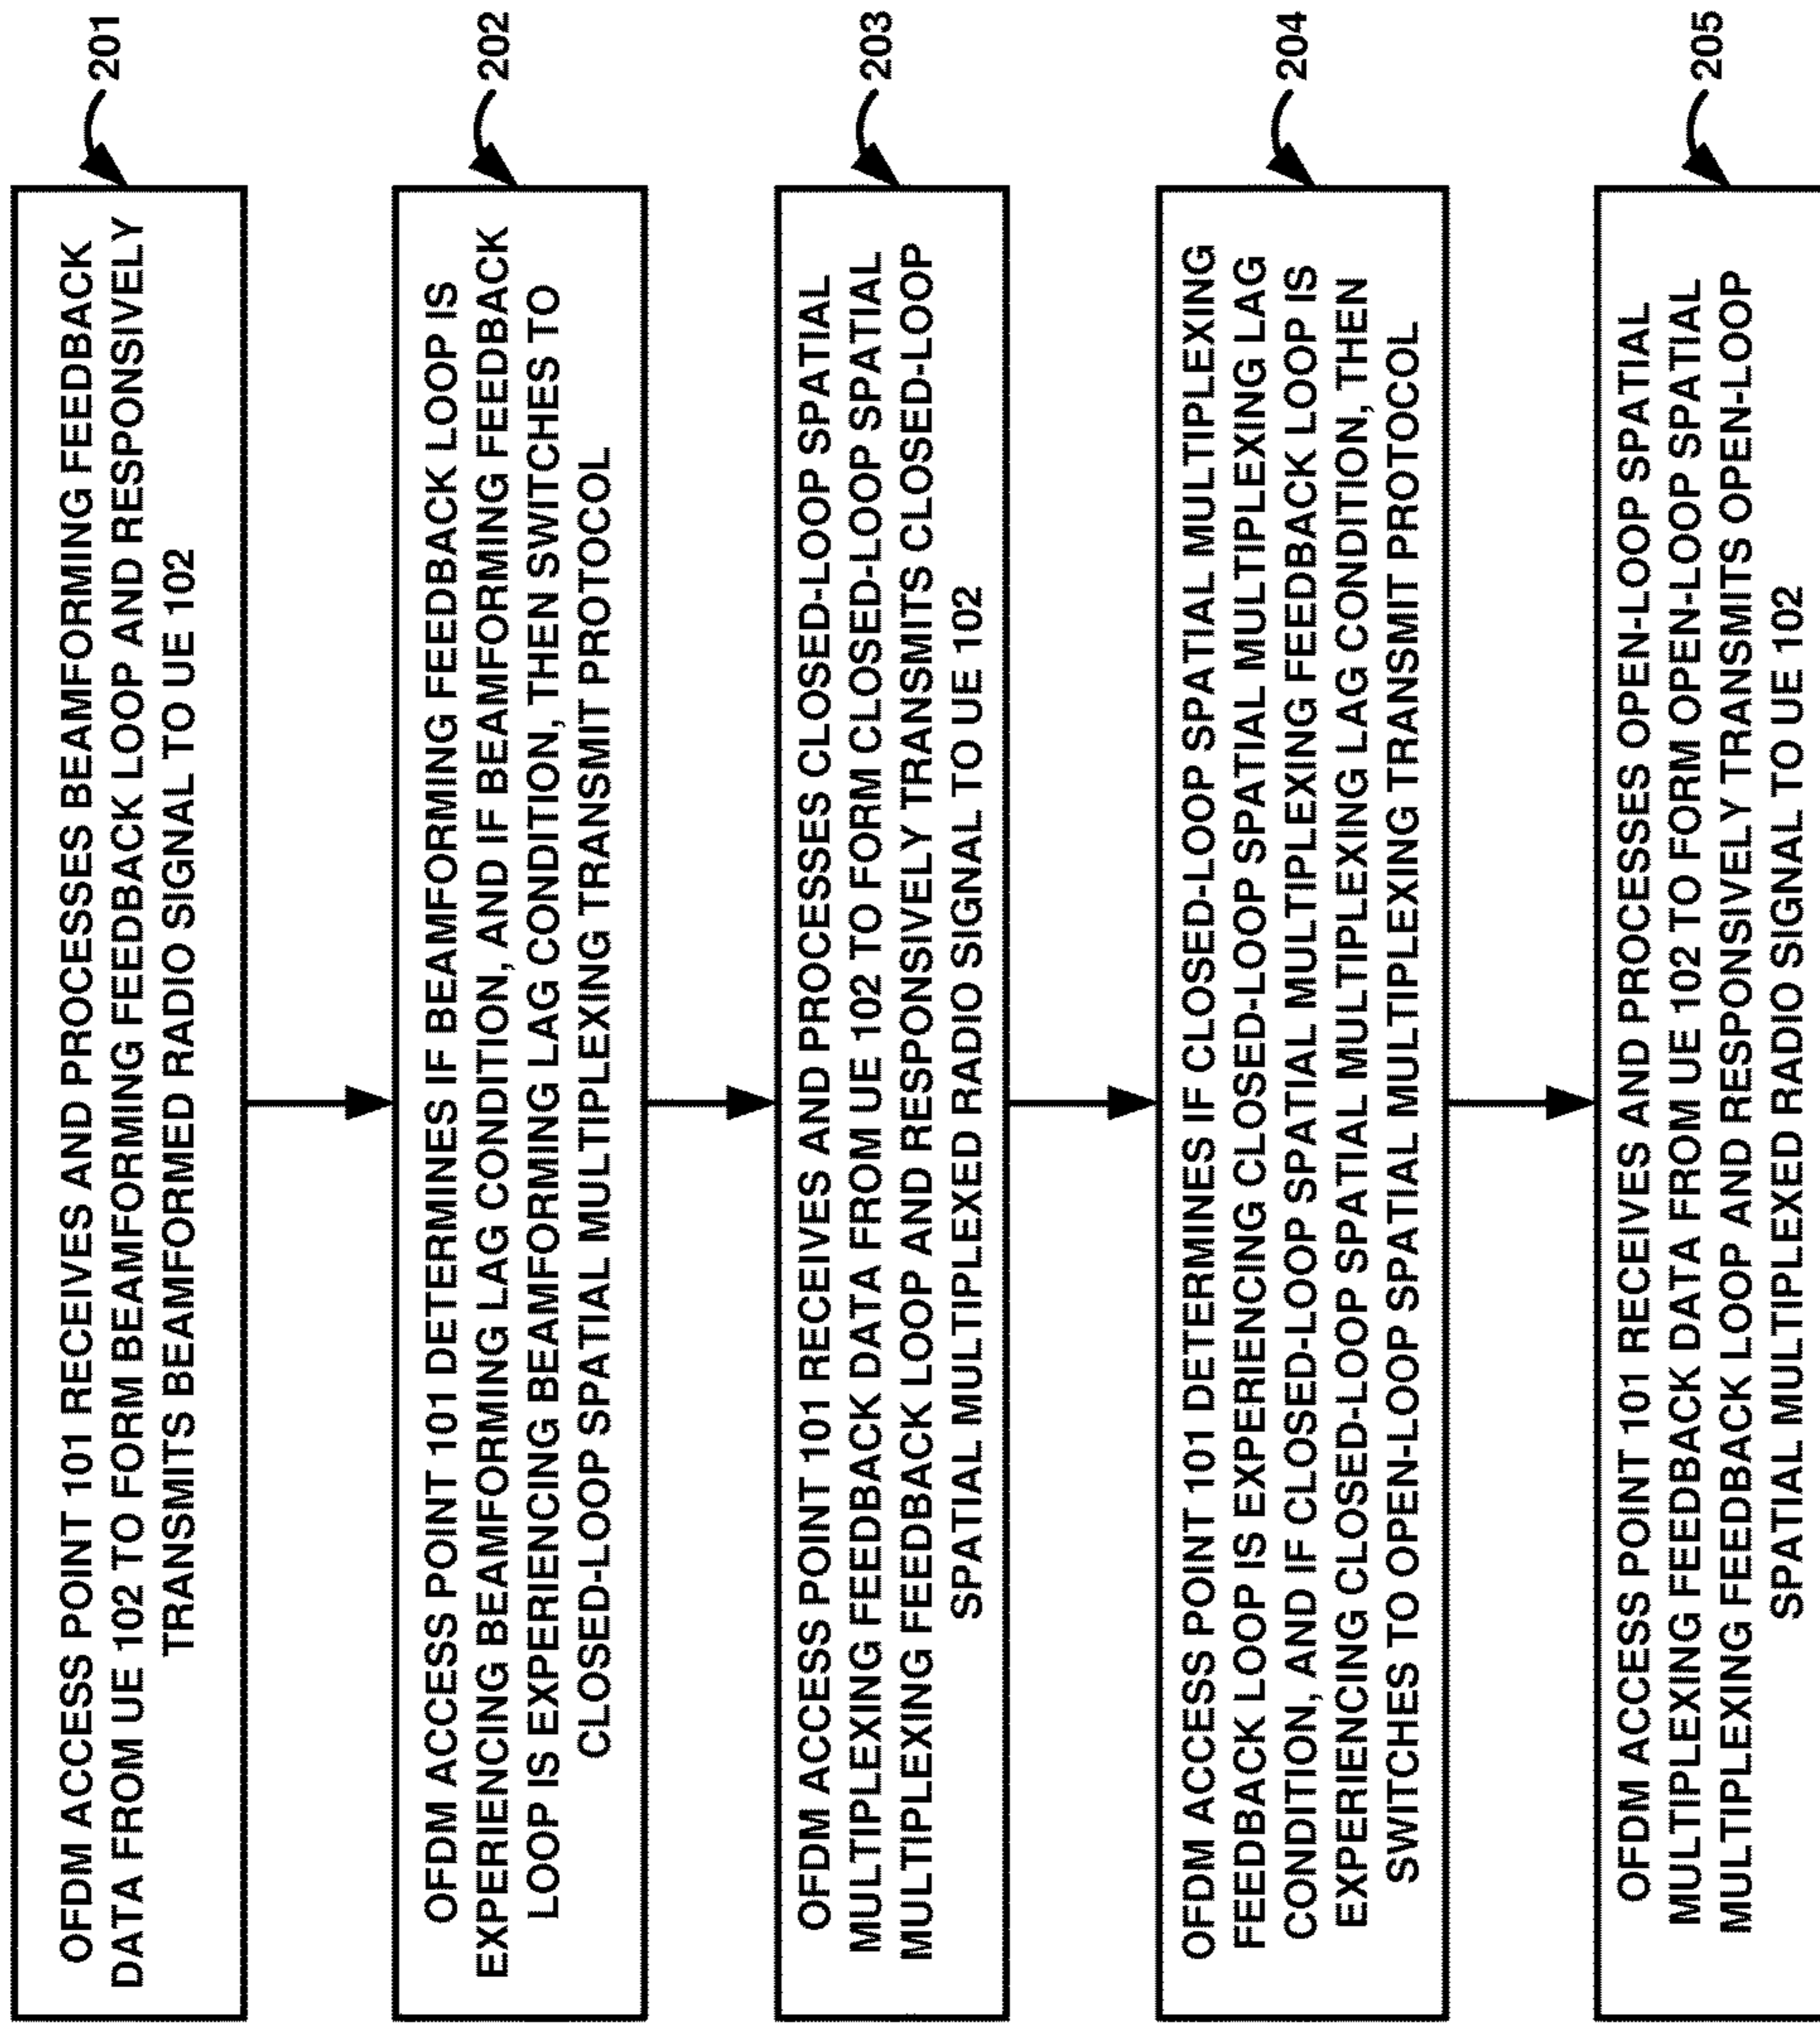 OFDM ACCESS POINT 101 RECEIVES AND PROCESSES BEAMFORMING FEEDBACK
DATA FROM UE 102 TO FORM BEAMFORMING FEEDBACK LOOP AND RESPONSIVELY
TRANSMITS BEAMFORMED RADIO SIGNAL TO UE 102
201
OFDM ACCESS POINT 101 DETERMINES IF BEAMFORMING FEEDBACK LOOP IS
EXPERIENCING BEAMFORMING LAG CONDITION, AND IF BEAMFORMING FEEDBACK
LOOP IS EXPERIENCING BEAMFORMING LAG CONDITION, THEN SWITCHES TO
CLOSED-LOOP SPATIAL MULTIPLEXING TRANSMIT PROTOCOL
202
OFDM ACCESS POINT 101 RECEIVES AND PROCESSES CLOSED-LOOP SPATIAL
MULTIPLEXING FEEDBACK DATA FROM UE 102 TO FORM CLOSED-LOOP SPATIAL
MULTIPLEXING FEEDBACK LOOP AND RESPONSIVELY TRANSMITS CLOSED-LOOP
SPATIAL MULTIPLEXED RADIO SIGNAL TO UE 102
203
OFDM ACCESS POINT 101 DETERMINES IF CLOSED-LOOP SPATIAL MULTIPLEXING
FEEDBACK LOOP IS EXPERIENCING CLOSED-LOOP SPATIAL MULTIPLEXING LAG
CONDITION, AND IF CLOSED-LOOP SPATIAL MULTIPLEXING FEEDBACK LOOP IS
EXPERIENCING CLOSED-LOOP SPATIAL MULTIPLEXING LAG CONDITION, THEN
SWITCHES TO OPEN-LOOP SPATIAL MULTIPLEXING TRANSMIT PROTOCOL
204
OFDM ACCESS POINT 101 RECEIVES AND PROCESSES OPEN-LOOP SPATIAL
MULTIPLEXING FEEDBACK DATA FROM UE 102 TO FORM OPEN-LOOP SPATIAL
MULTIPLEXING FEEDBACK LOOP AND RESPONSIVELY TRANSMITS OPEN-LOOP
SPATIAL MULTIPLEXED RADIO SIGNAL TO UE 102
205